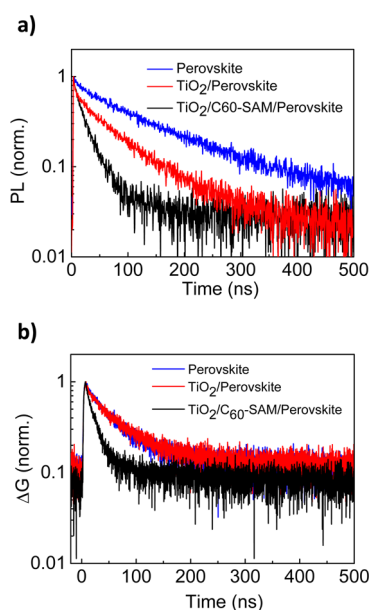 a)
Perovskite
TiO2/Perovskite
TiO2/C60-SAM/Perovskite
PL (norm.)
1
0.1
0.01
0 100 200 300 400 500
Time (ns)
b)
Perovskite
TiO2/Perovskite
TiO2/C60-SAM/Perovskite
ΔG (norm.)
1
0.1
0.01
0 100 200 300 400 500
Time (ns)